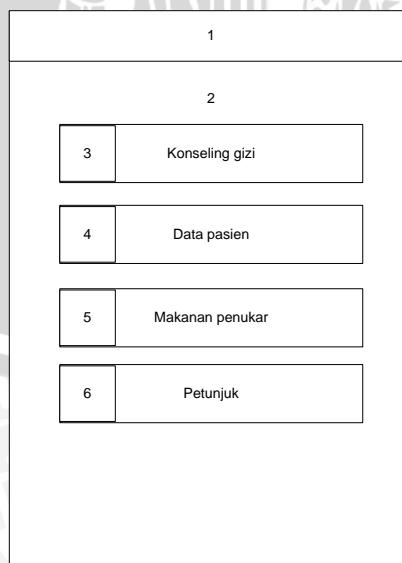 1
2
3 Konseling gizi
4 Data pasien
5 Makanan penukar
6 Petunjuk